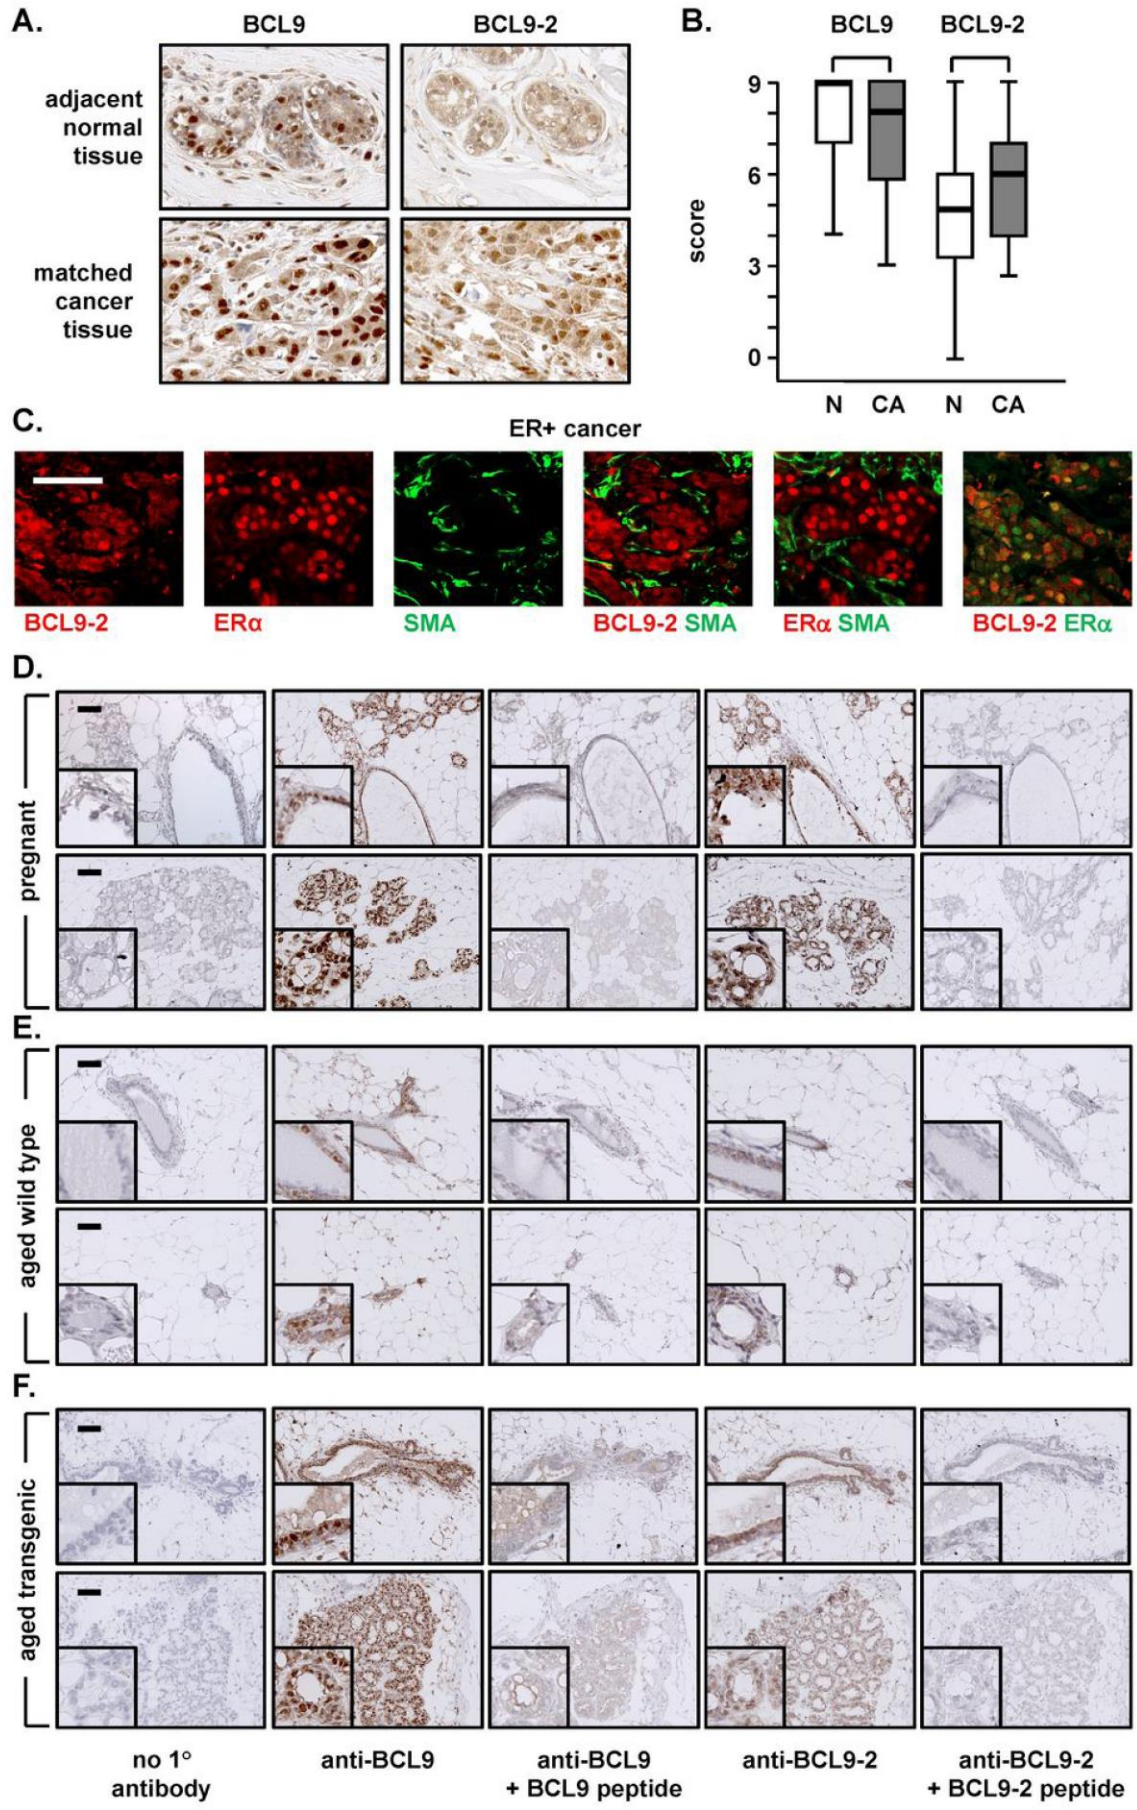 A.
BCL9
BCL9-2
adjacent
normal
tissue
matched
cancer
tissue
B.
BCL9
BCL9-2
score
9
6
3
0
N
CA
N
CA
C.
ER+ cancer
BCL9-2
ERα
SMA
BCL9-2 SMA
ERα SMA
BCL9-2 ERα
D.
pregnant
E.
aged wild type
F.
aged transgenic
no 1°
antibody
anti-BCL9
anti-BCL9
+ BCL9 peptide
anti-BCL9-2
anti-BCL9-2
+ BCL9-2 peptide